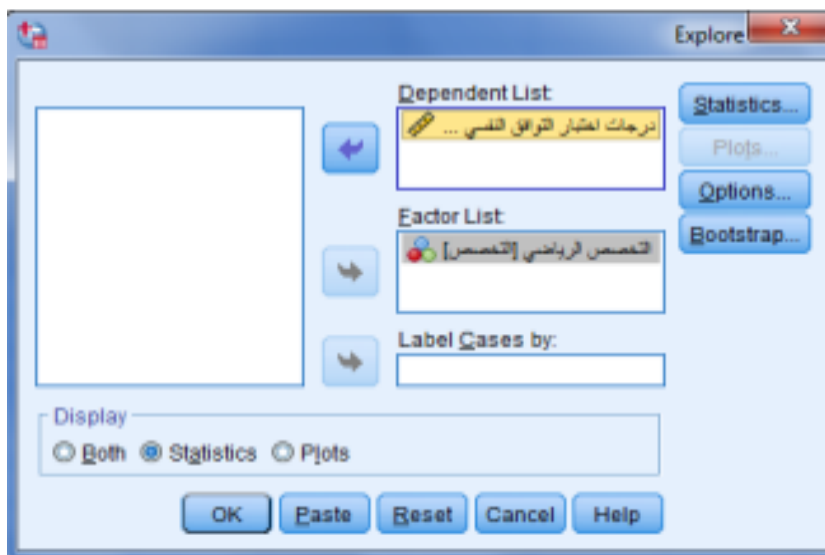 Explore
Dependent List:
درجات اختبار التوافق النفسي ...
Factor List:
التخصص الرياضي [التخصص]
Label Cases by:
Statistics...
Plots...
Options...
Bootstrap...
Display
Both Statistics Plots
OK Paste Reset Cancel Help